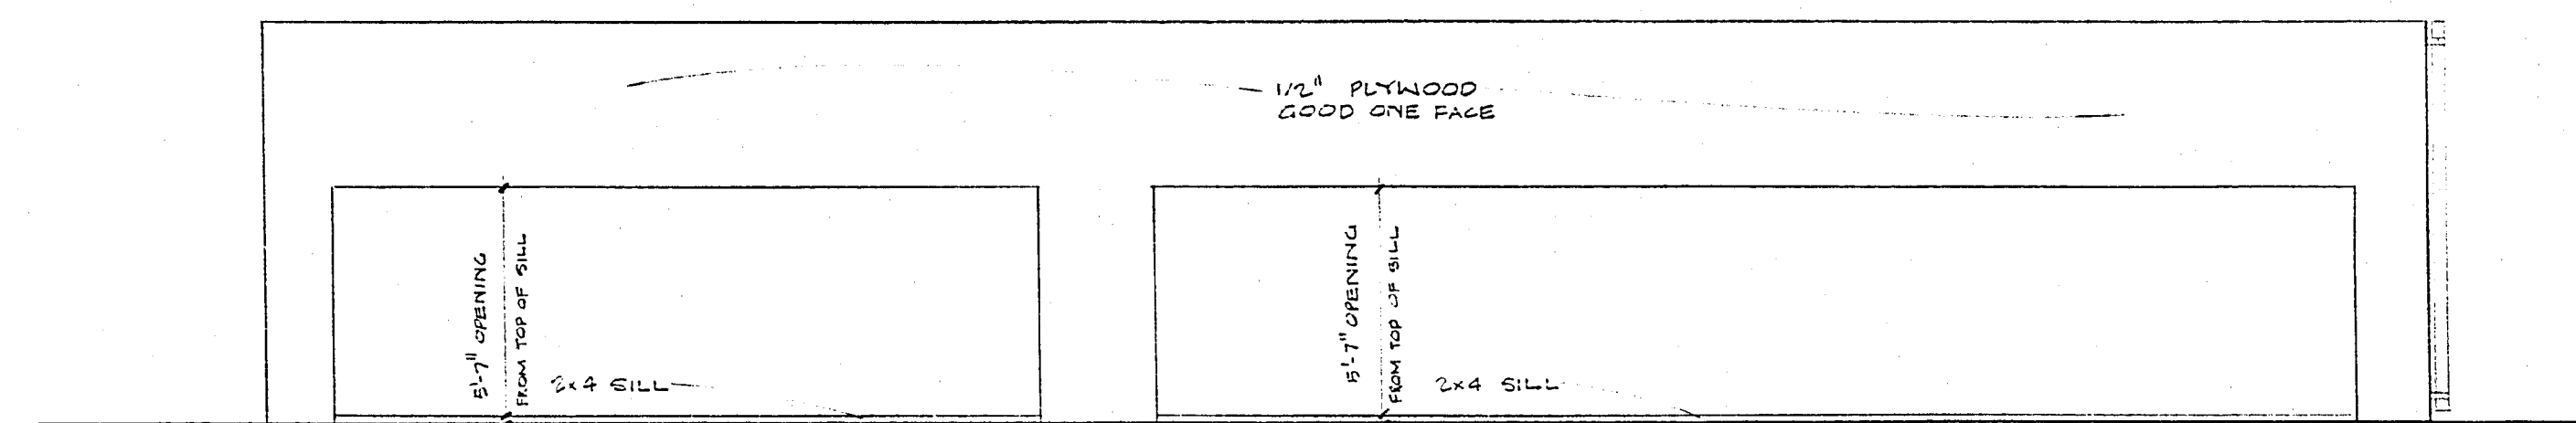 1/2" PLYWOOD
GOOD ONE FACE
5'-7" OPENING
FROM TOP OF SILL
2x4 SILL
5'-7" OPENING
FROM TOP OF SILL
2x4 SILL